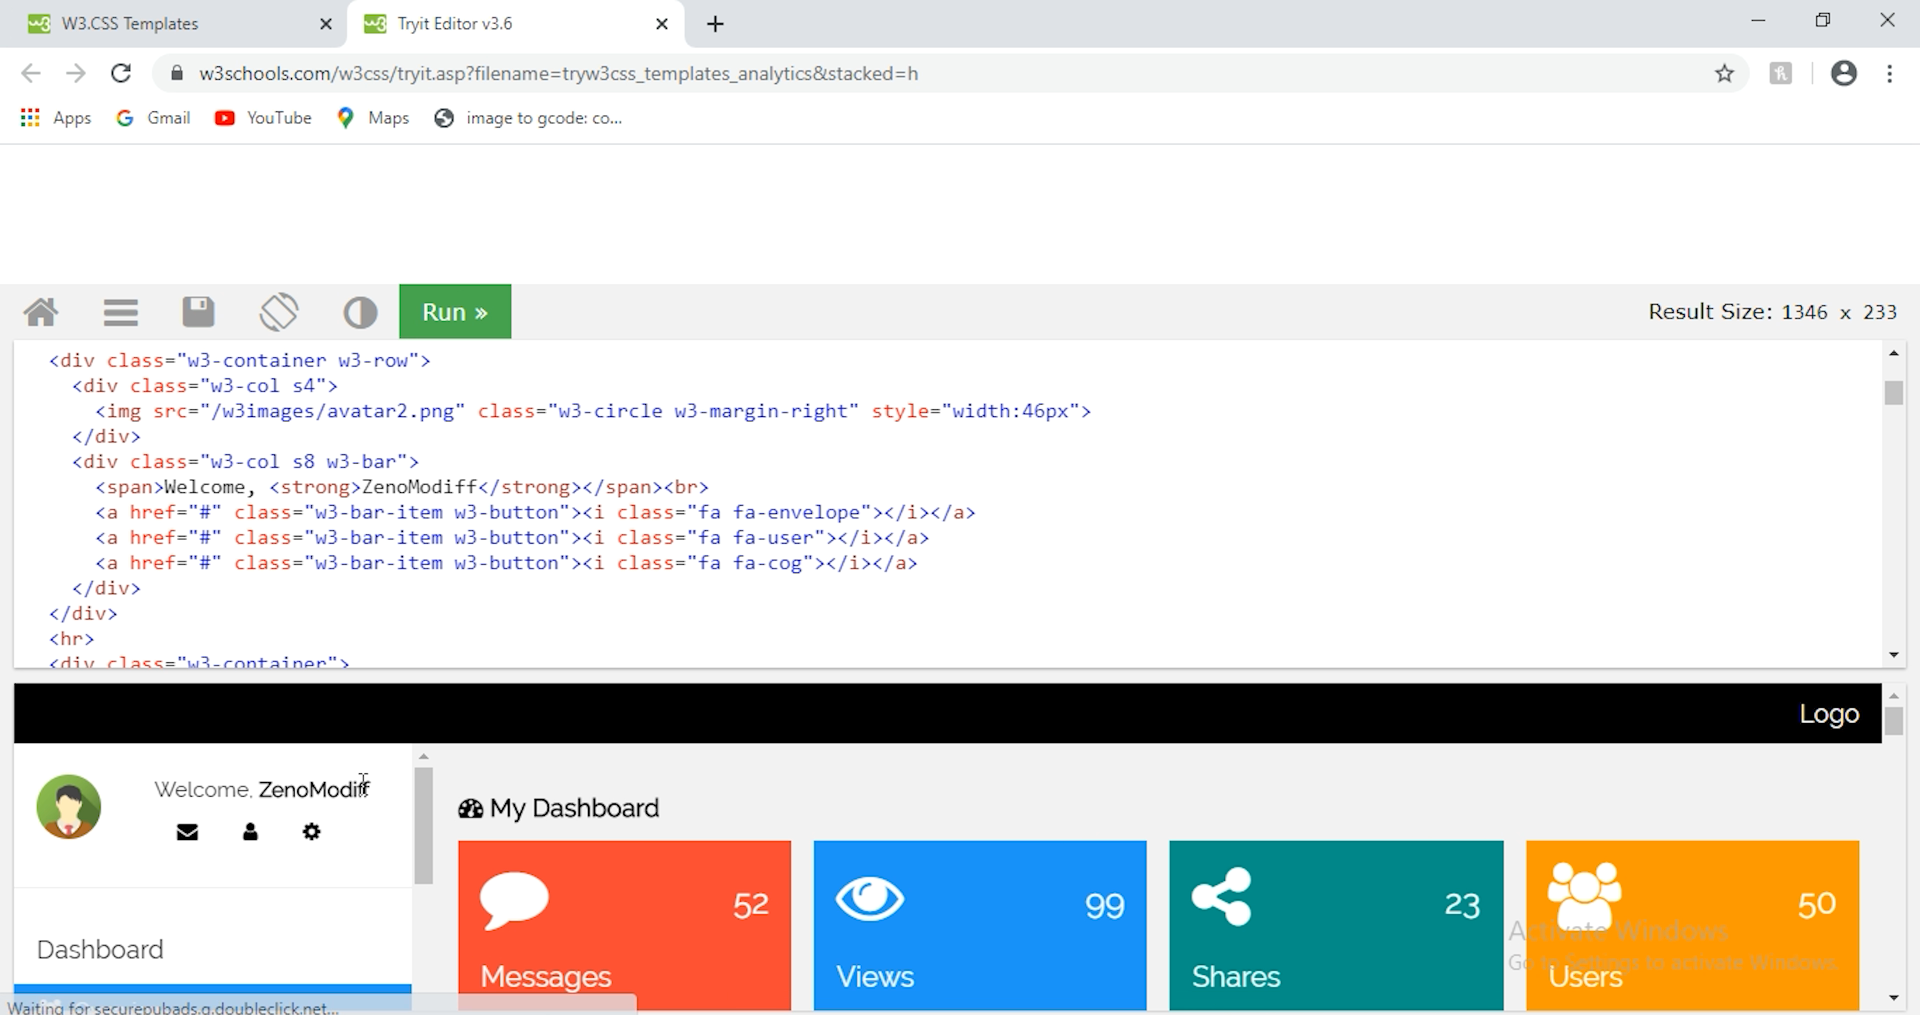 W3.CSS Templates
Tryit Editor v3.6
w3schools.com/w3css/tryit.asp?filename=tryw3css_templates_analytics&stacked=h
Apps Gmail YouTube Maps image to gcode: co...
Run »
Result Size: 1346 x 233
<div class="w3-container w3-row">
<div class="w3-col s4">
<img src="/w3images/avatar2.png" class="w3-circle w3-margin-right" style="width:46px">
</div>
<div class="w3-col s8 w3-bar">
<span>Welcome, <strong>ZenoModiff</strong></span><br>
<a href="#" class="w3-bar-item w3-button"><i class="fa fa-envelope"></i></a>
<a href="#" class="w3-bar-item w3-button"><i class="fa fa-user"></i></a>
<a href="#" class="w3-bar-item w3-button"><i class="fa fa-cog"></i></a>
</div>
</div>
<hr>
<div class="w3-container">
Logo
Welcome, ZenoModiff
My Dashboard
52
Messages
99
Views
23
Shares
50
Users
Dashboard
Activate Windows
Go to Settings to activate Windows.
Waiting for securepubads.g.doubleclick.net...